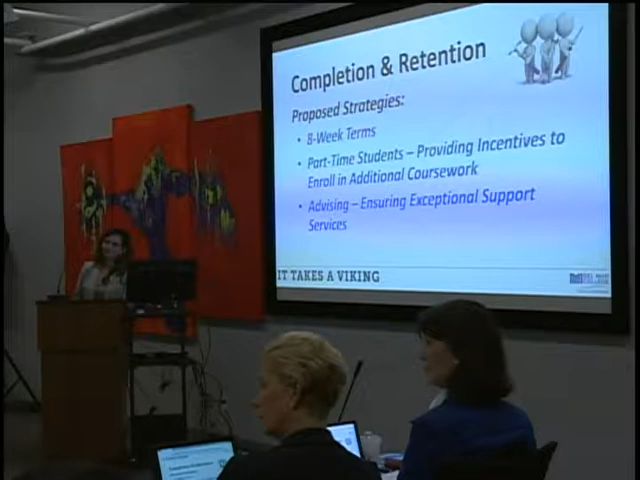 Completion & Retention
Proposed Strategies:
• 8-Week Terms
• Part-Time Students – Providing Incentives to
Enroll in Additional Coursework
• Advising – Ensuring Exceptional Support
Services
IT TAKES A VIKING